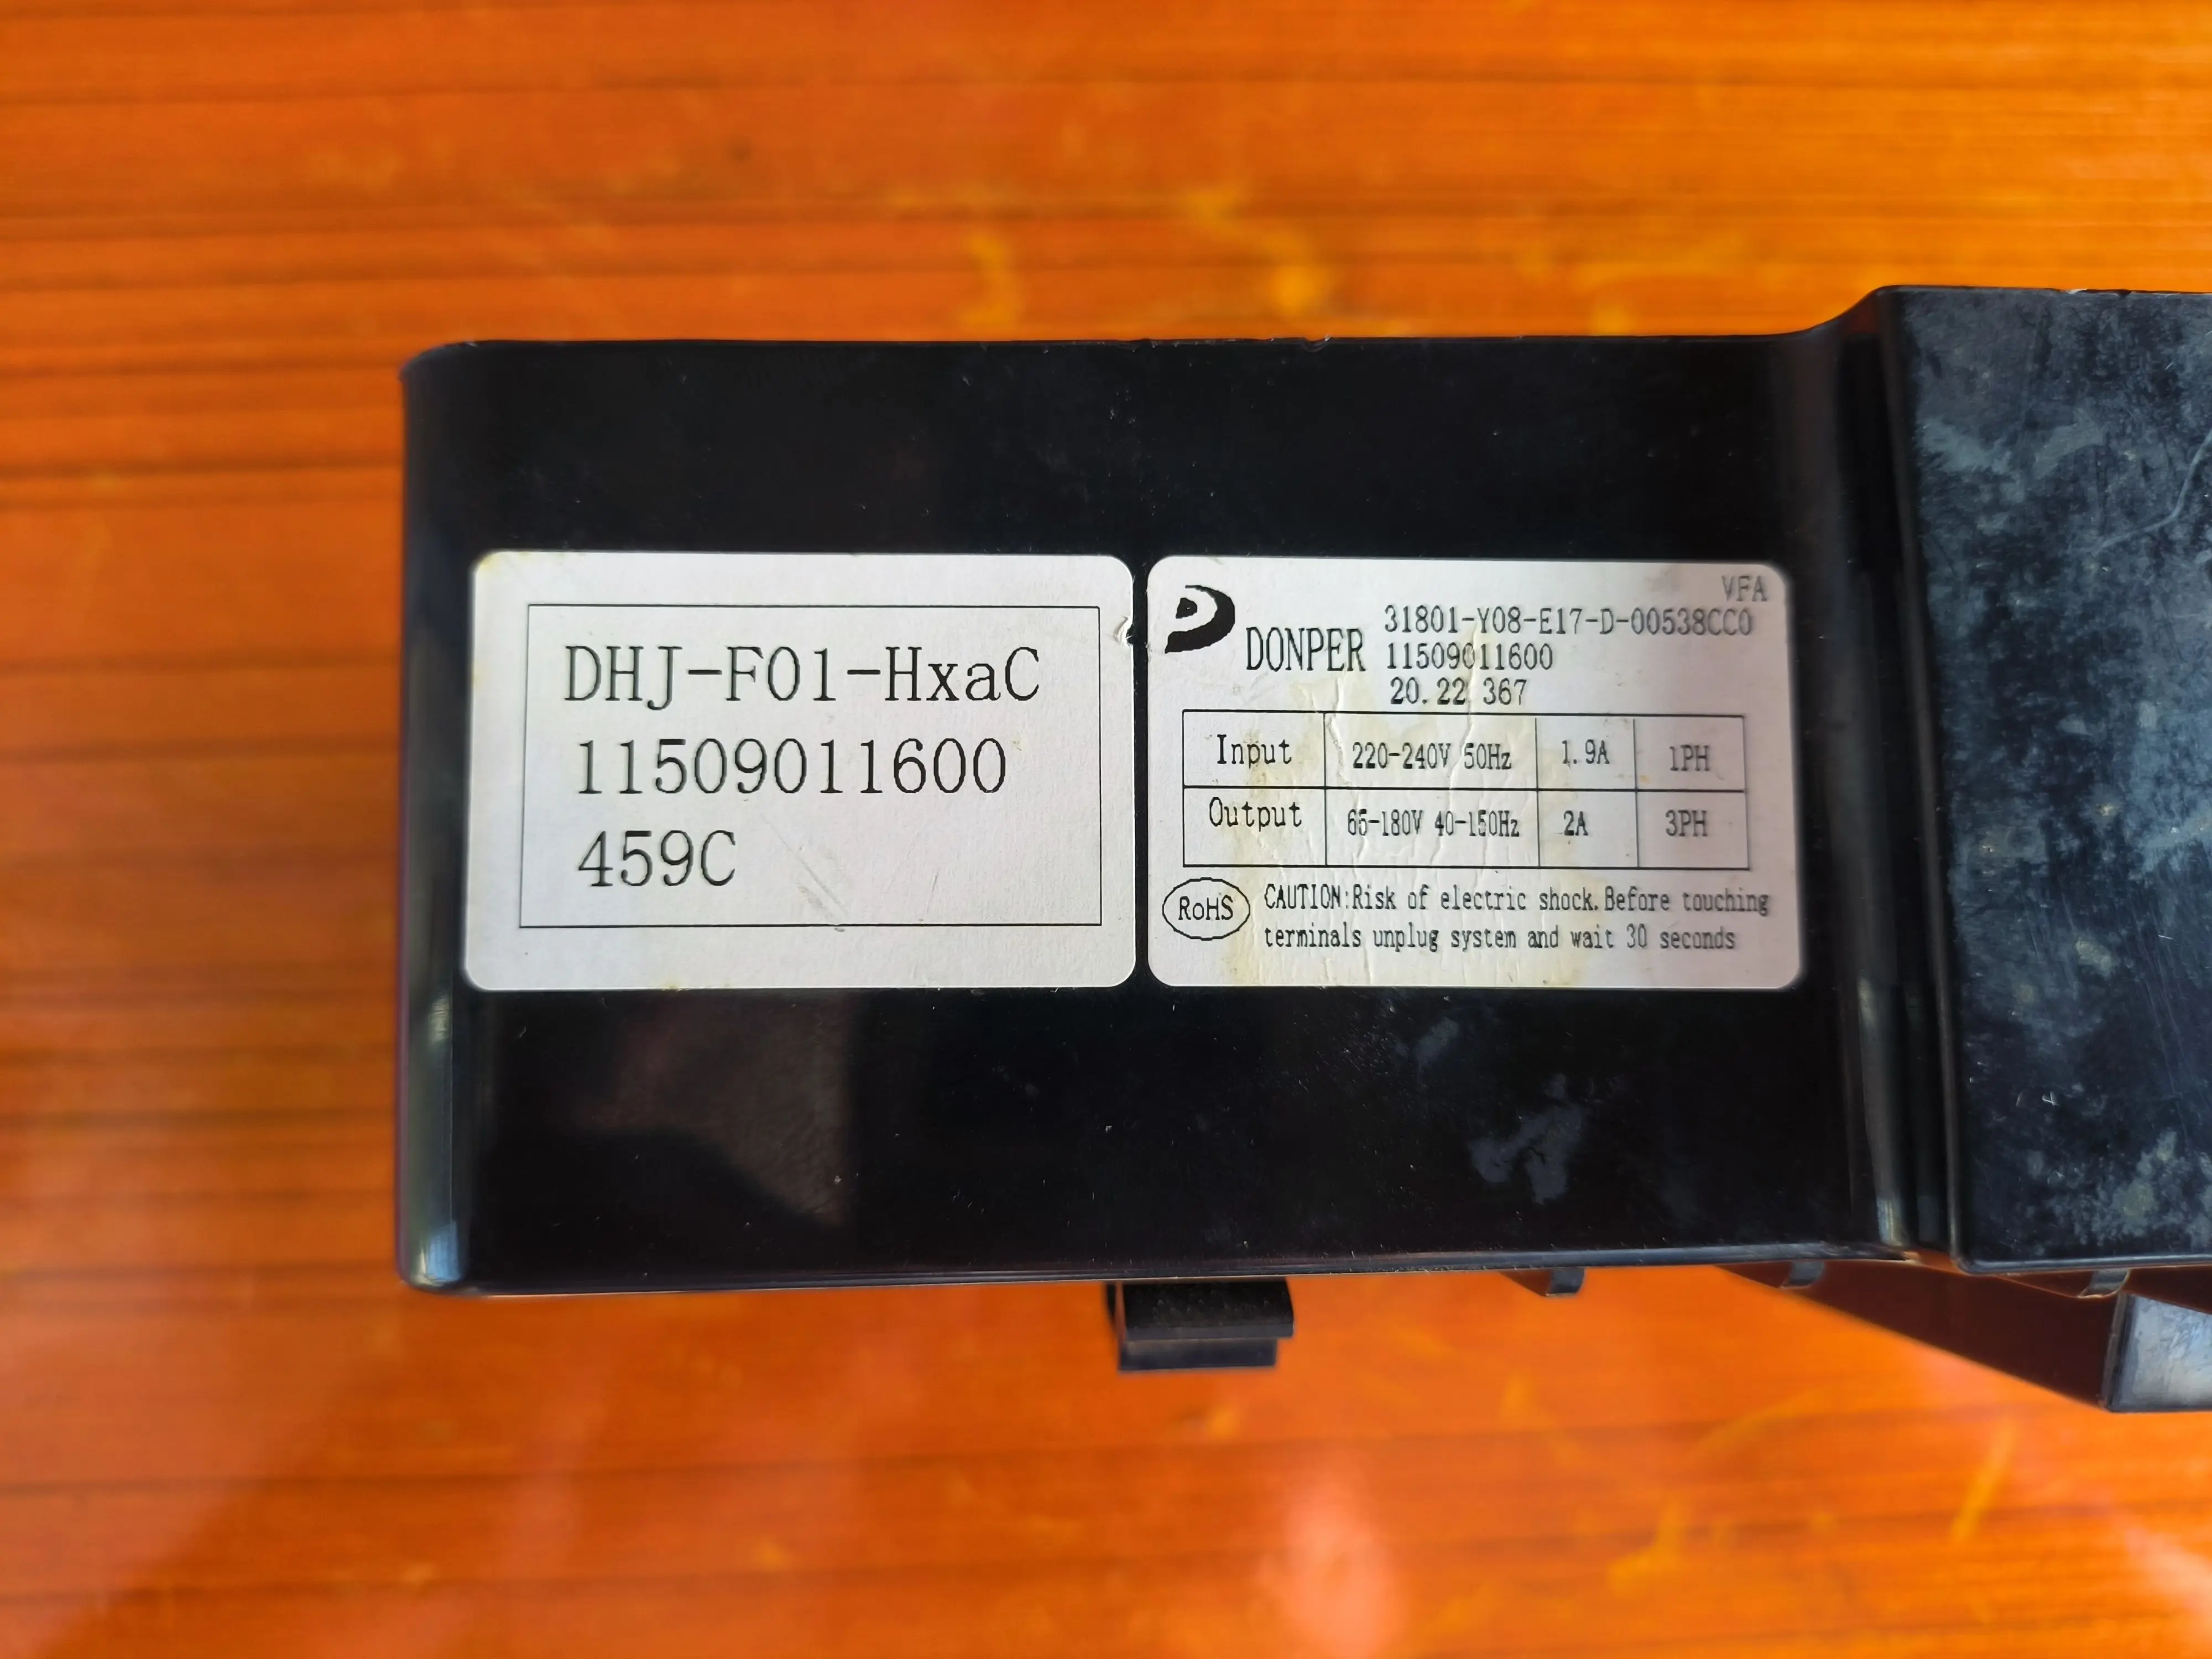 DHJ-F01-HxaC
11509011600
459C
VFA
31801-Y08-E17-D-00538CC0
DONPER 11509011600
20.22 367
Input 220-240V 50Hz 1.9A 1PH
Output 65-180V 40-150Hz 2A 3PH
RoHS CAUTION:Risk of electric shock.Before touching
terminals unplug system and wait 30 seconds